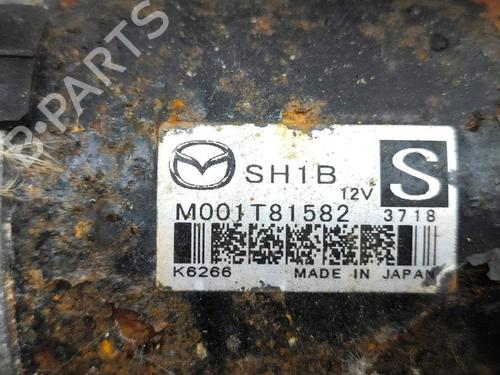 B-PARTS
SH1B
12V
S
M001T81582 3718
K6266 MADE IN JAPAN